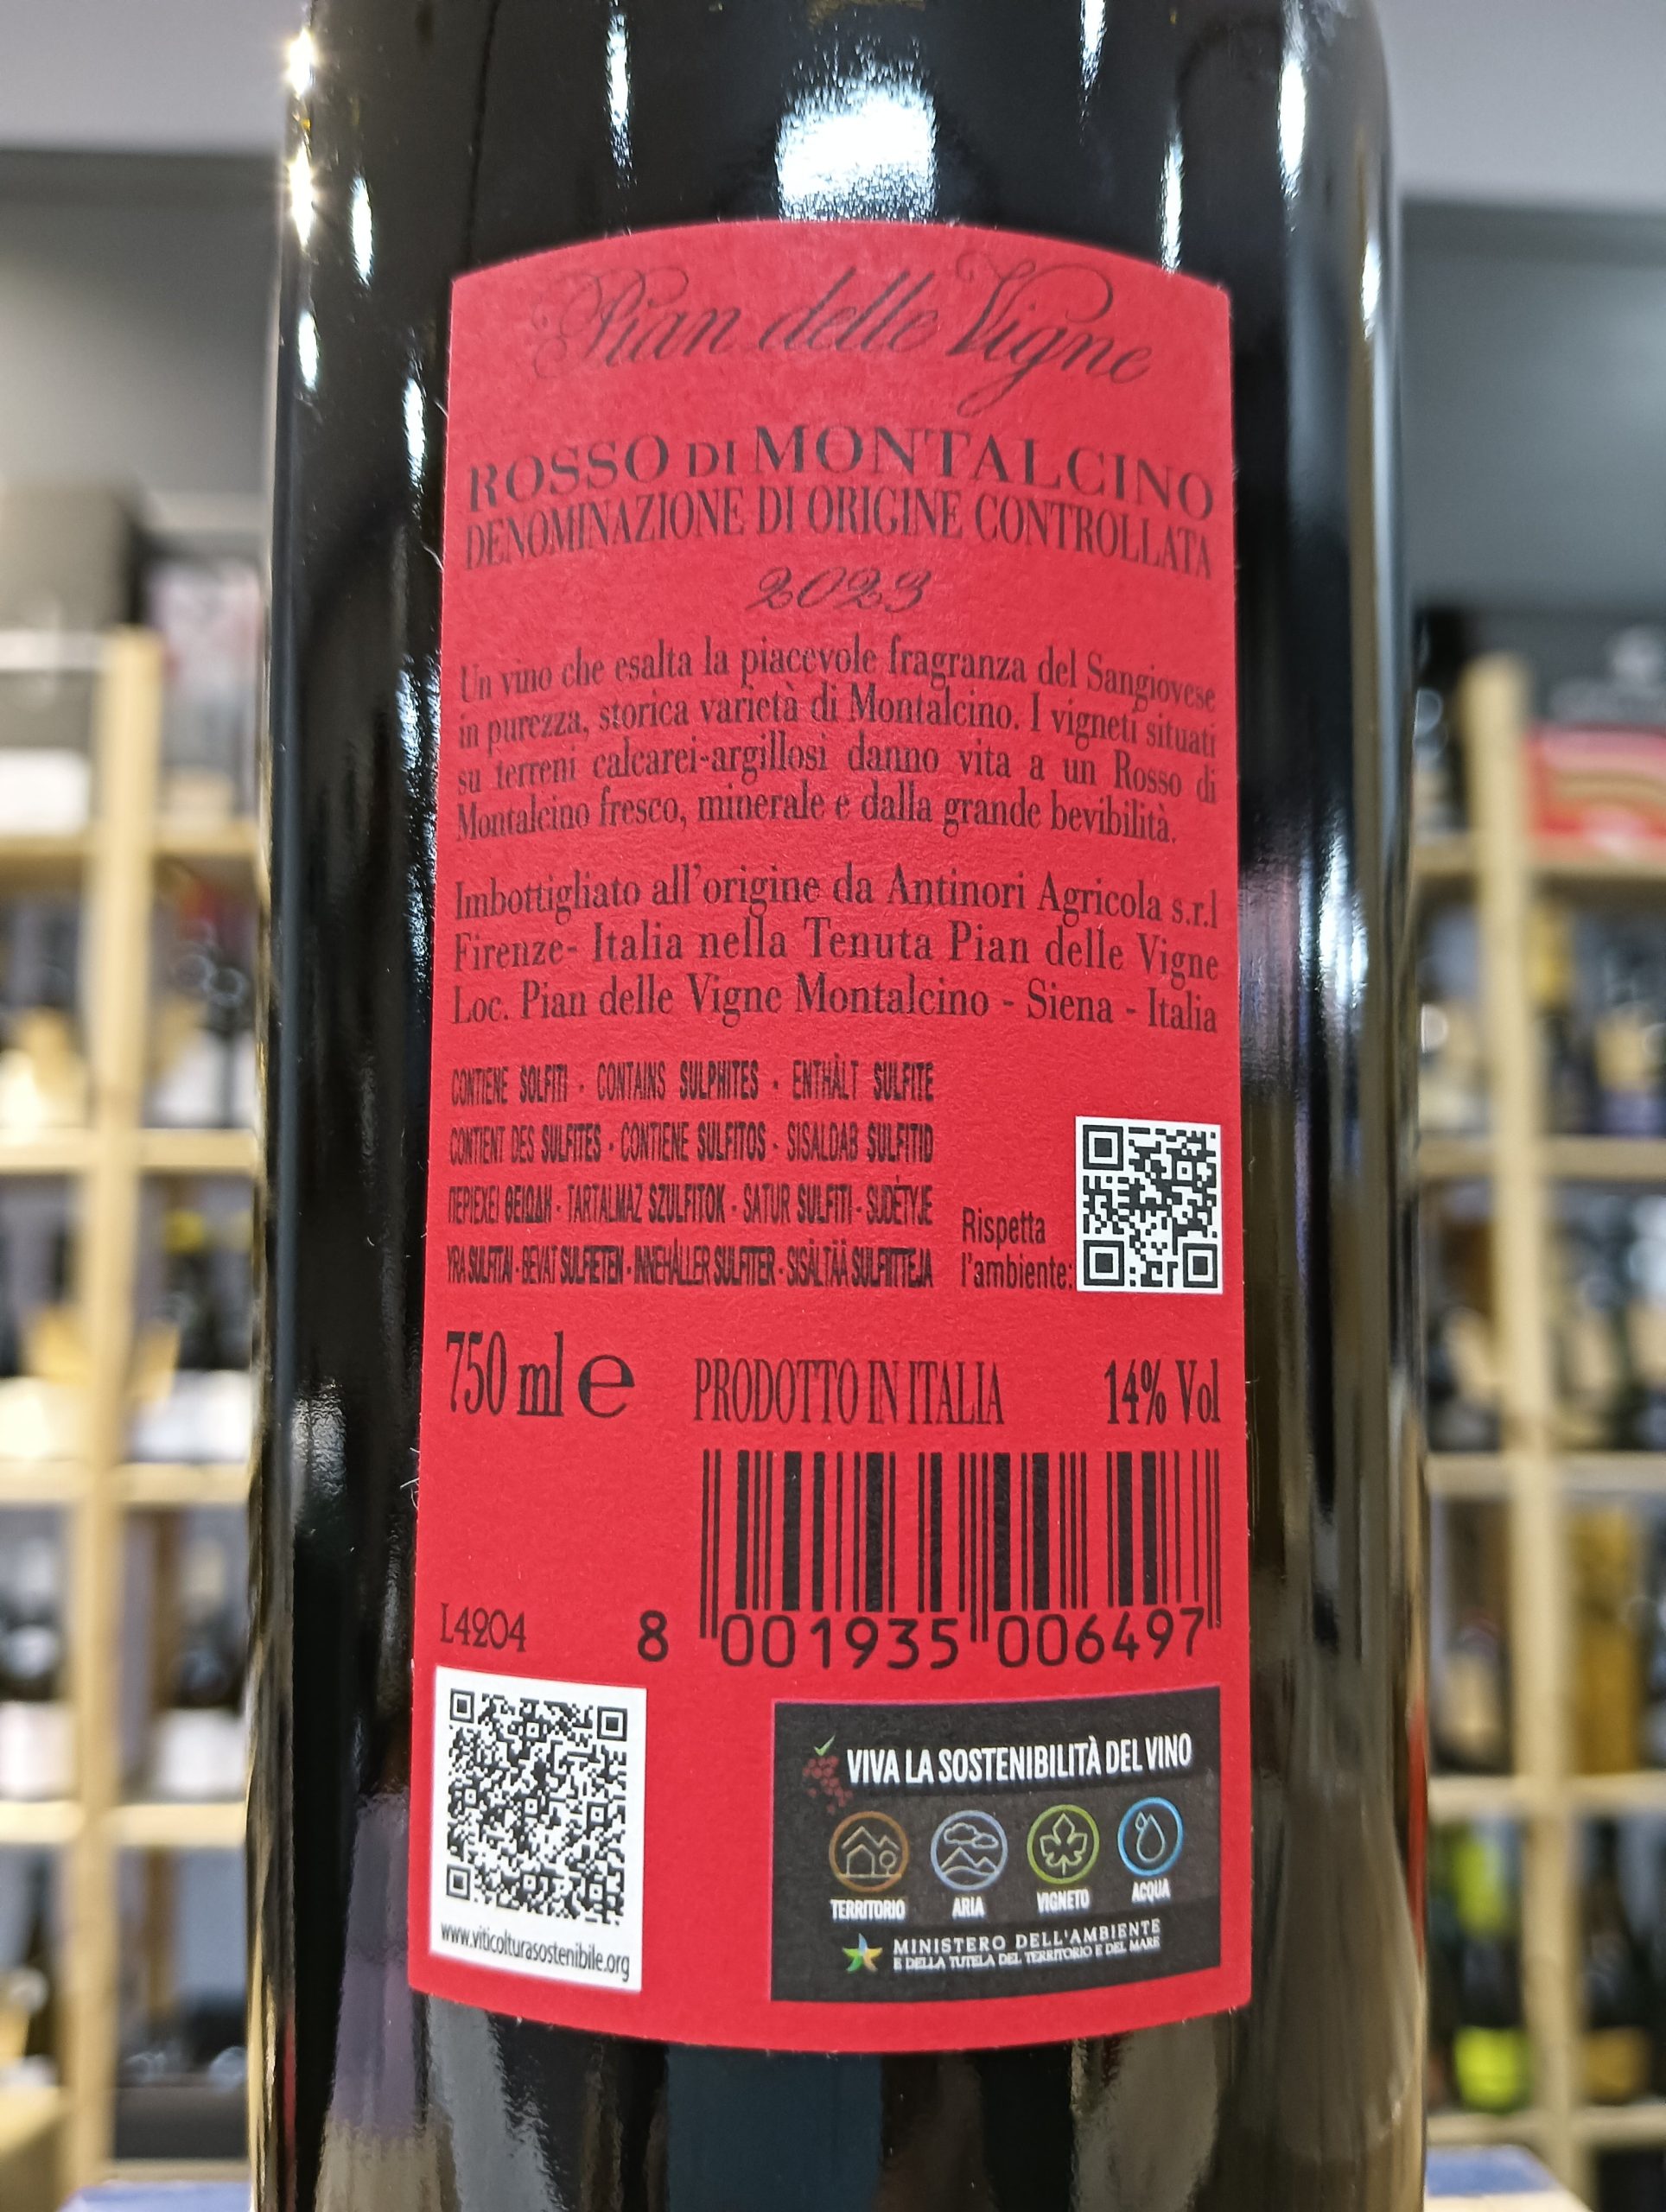 Pian delle Vigne
ROSSO DI MONTALCINO
DENOMINAZIONE DI ORIGINE CONTROLLATA
2023
Un vino che esalta la piacevole fragranza del Sangiovese
in purezza, storica varietà di Montalcino. I vigneti situati
su terreni calcarei-argillosi danno vita a un Rosso di
Montalcino fresco, minerale e dalla grande bevibilità.
Imbottigliato all'origine da Antinori Agricola s.r.l
Firenze- Italia nella Tenuta Pian delle Vigne
Loc. Pian delle Vigne Montalcino - Siena - Italia
CONTIENE SOLFITI - CONTAINS SULPHITES - ENTHÄLT SULFITE
CONTIENT DES SULFITES - CONTIENE SULFITOS - SISALDAB SULFITID
ΠΕΡΙΕΧΕΙ ΘΕΙΩΔΗ - TARTALMAZ SZULFITOK - SATUR SULFITI - SUDĖTYJE
YRA SULFITAI - BEVAT SULFIETEN - INNEHÅLLER SULFITER - SISÄLTÄÄ SULFIITTEJA
Rispetta
l'ambiente:
750 ml e PRODOTTO IN ITALIA 14% Vol
L4204
8 001935 006497
www.viticolturasostenibile.org
VIVA LA SOSTENIBILITÀ DEL VINO
TERRITORIO ARIA VIGNETO ACQUA
MINISTERO DELL'AMBIENTE
E DELLA TUTELA DEL TERRITORIO E DEL MARE